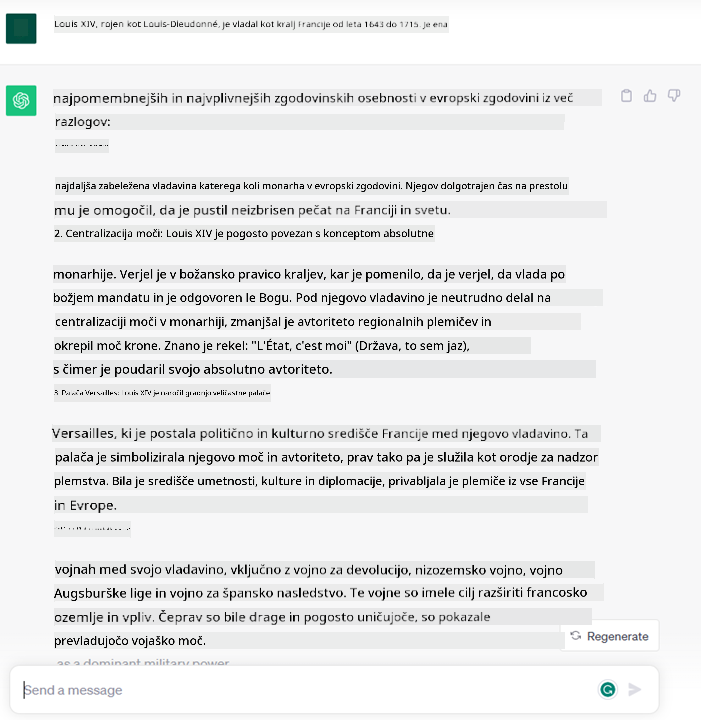 Louis XIV, rojen kot Louis-Dieudonné, je vladal kot kralj Francije od leta 1643 do 1715. Je ena
najpomembnejših in najvplivnejših zgodovinskih osebnosti v evropski zgodovini iz več
razlogov:
najdaljša zabeležena vladavina katerega koli monarha v evropski zgodovini. Njegov dolgotrajen čas na prestolu
mu je omogočil, da je pustil neizbrisen pečat na Franciji in svetu.
2. Centralizacija moči: Louis XIV je pogosto povezan s konceptom absolutne
monarhije. Verjel je v božansko pravico kraljev, kar je pomenilo, da je verjel, da vlada po
božjem mandatu in je odgovoren le Bogu. Pod njegovo vladavino je neutrudno delal na
centralizaciji moči v monarhiji, zmanjšal je avtoriteto regionalnih plemičev in
okrepil moč krone. Znano je rekel: "L'État, c'est moi" (Država, to sem jaz),
s čimer je poudaril svojo absolutno avtoriteto.
3. Palača Versailles: Louis XIV je naročil gradnjo veličastne palače
Versailles, ki je postala politično in kulturno središče Francije med njegovo vladavino. Ta
palača je simbolizirala njegovo moč in avtoriteto, prav tako pa je služila kot orodje za nadzor
plemstva. Bila je središče umetnosti, kulture in diplomacije, privabljala je plemiče iz vse Francije
in Evrope.
vojnah med svojo vladavino, vključno z vojno za devolucijo, nizozemsko vojno, vojno
Augsburške lige in vojno za špansko nasledstvo. Te vojne so imele cilj razširiti francosko
ozemlje in vpliv. Čeprav so bile drage in pogosto uničujoče, so pokazale
prevladujočo vojaško moč.
Regenerate
as a dominant military power.
Send a message